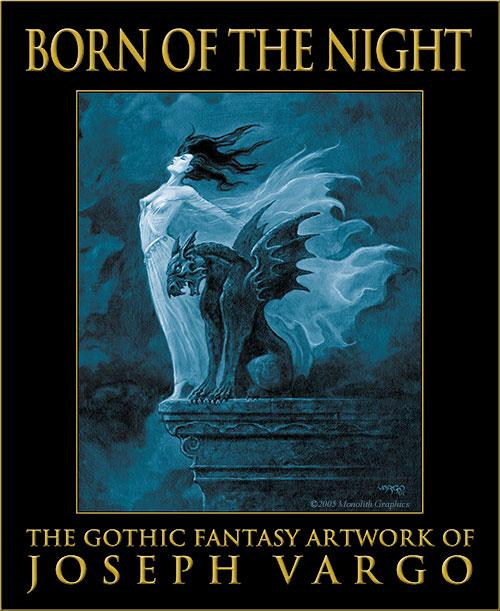 BORN OF THE NIGHT
VARGO
©2005 Monolith Graphics
THE GOTHIC FANTASY ARTWORK OF
JOSEPH VARGO